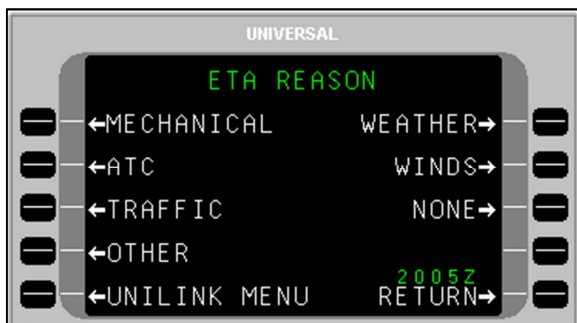 UNIVERSAL
ETA REASON
←MECHANICAL WEATHER→
←ATC WINDS→
←TRAFFIC NONE→
←OTHER
2005Z
←UNILINK MENU RETURN→